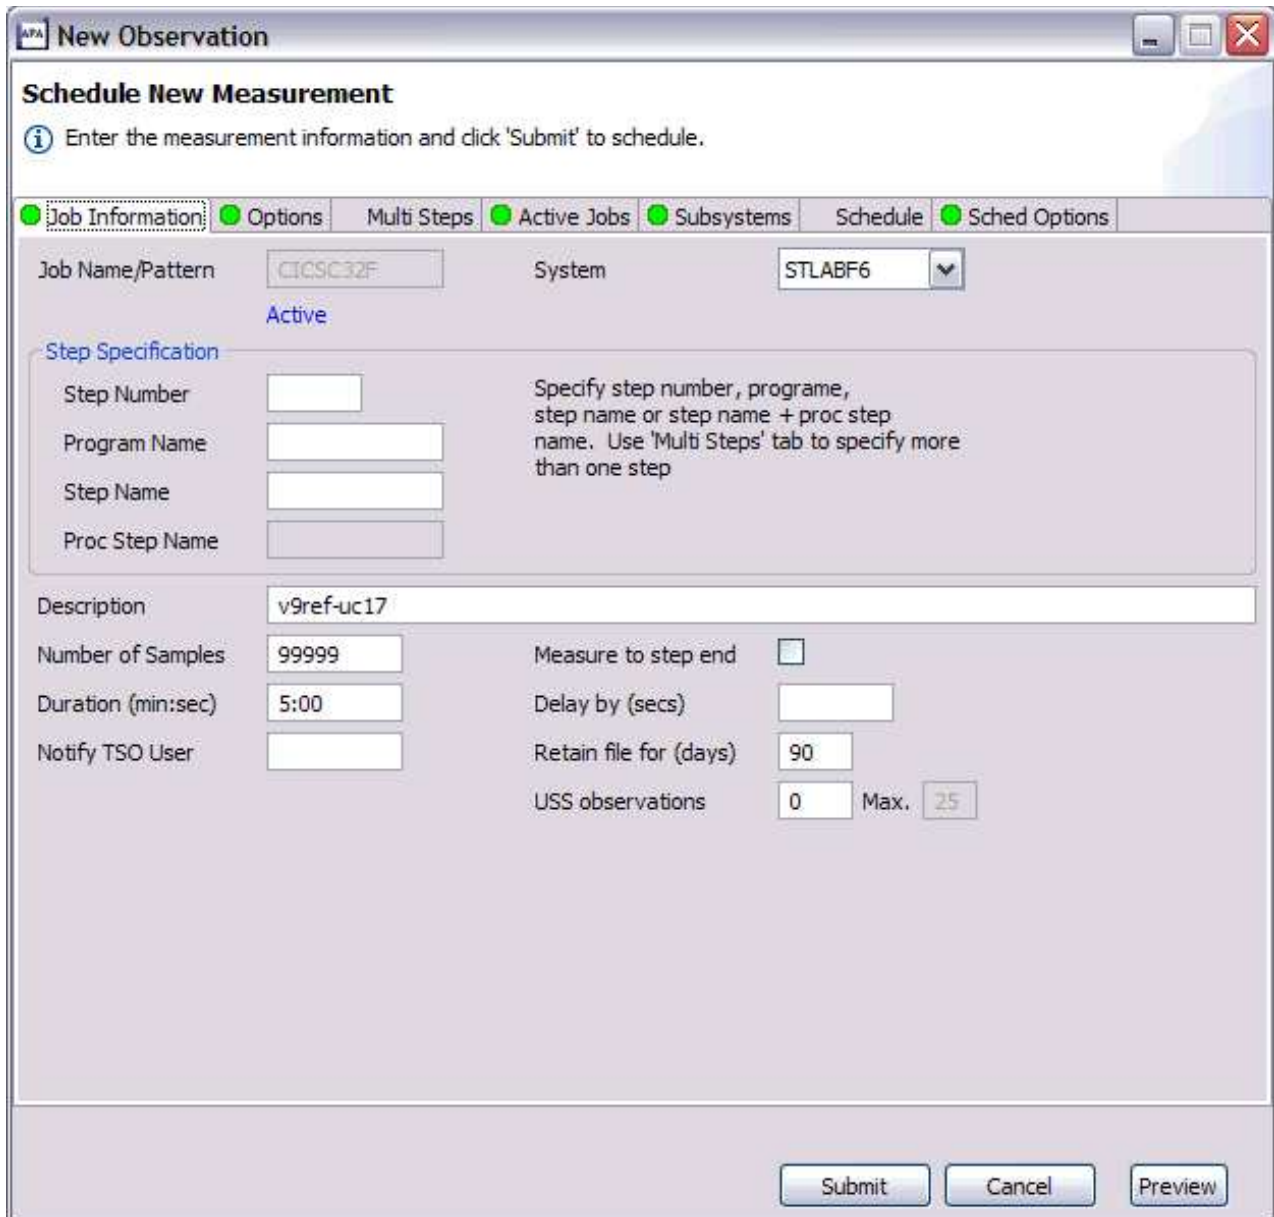 APA New Observation
Schedule New Measurement
Enter the measurement information and click 'Submit' to schedule.
Job Information Options Multi Steps Active Jobs Subsystems Schedule Sched Options
Job Name/Pattern CICSC32F System STLABF6
Active
Step Specification
Step Number
Program Name
Step Name
Proc Step Name
Specify step number, programe,
step name or step name + proc step
name. Use 'Multi Steps' tab to specify more
than one step
Description v9ref-uc17
Number of Samples 99999 Measure to step end
Duration (min:sec) 5:00 Delay by (secs)
Notify TSO User Retain file for (days) 90
USS observations 0 Max. 25
Submit Cancel Preview